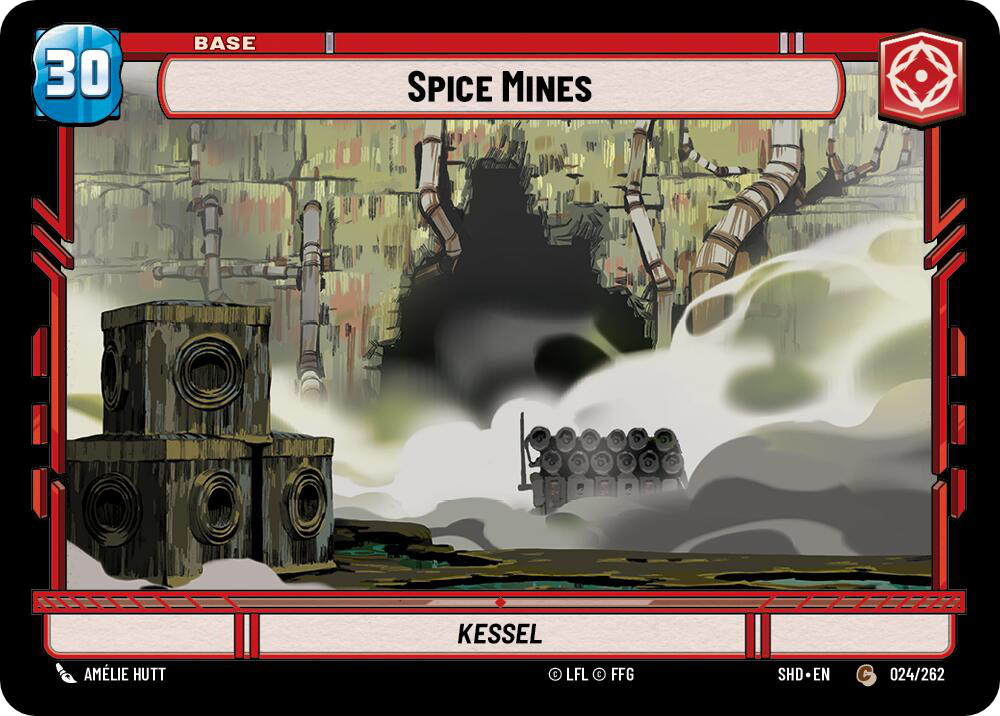 BASE
30
SPICE MINES
KESSEL
AMÉLIE HUTT
© LFL © FFG
SHD•EN
C
024/262